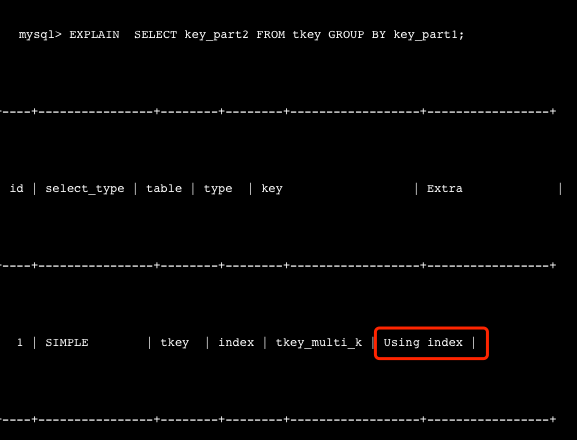 mysql> EXPLAIN  SELECT key_part2 FROM tkey GROUP BY key_part1;
----+----------------+--------+--------+------------------+-----------------+
id | select_type | table | type  | key                   | Extra             |
----+----------------+--------+--------+------------------+-----------------+
1 | SIMPLE        | tkey  | index | tkey_multi_k | Using index |
----+----------------+--------+--------+------------------+-----------------+